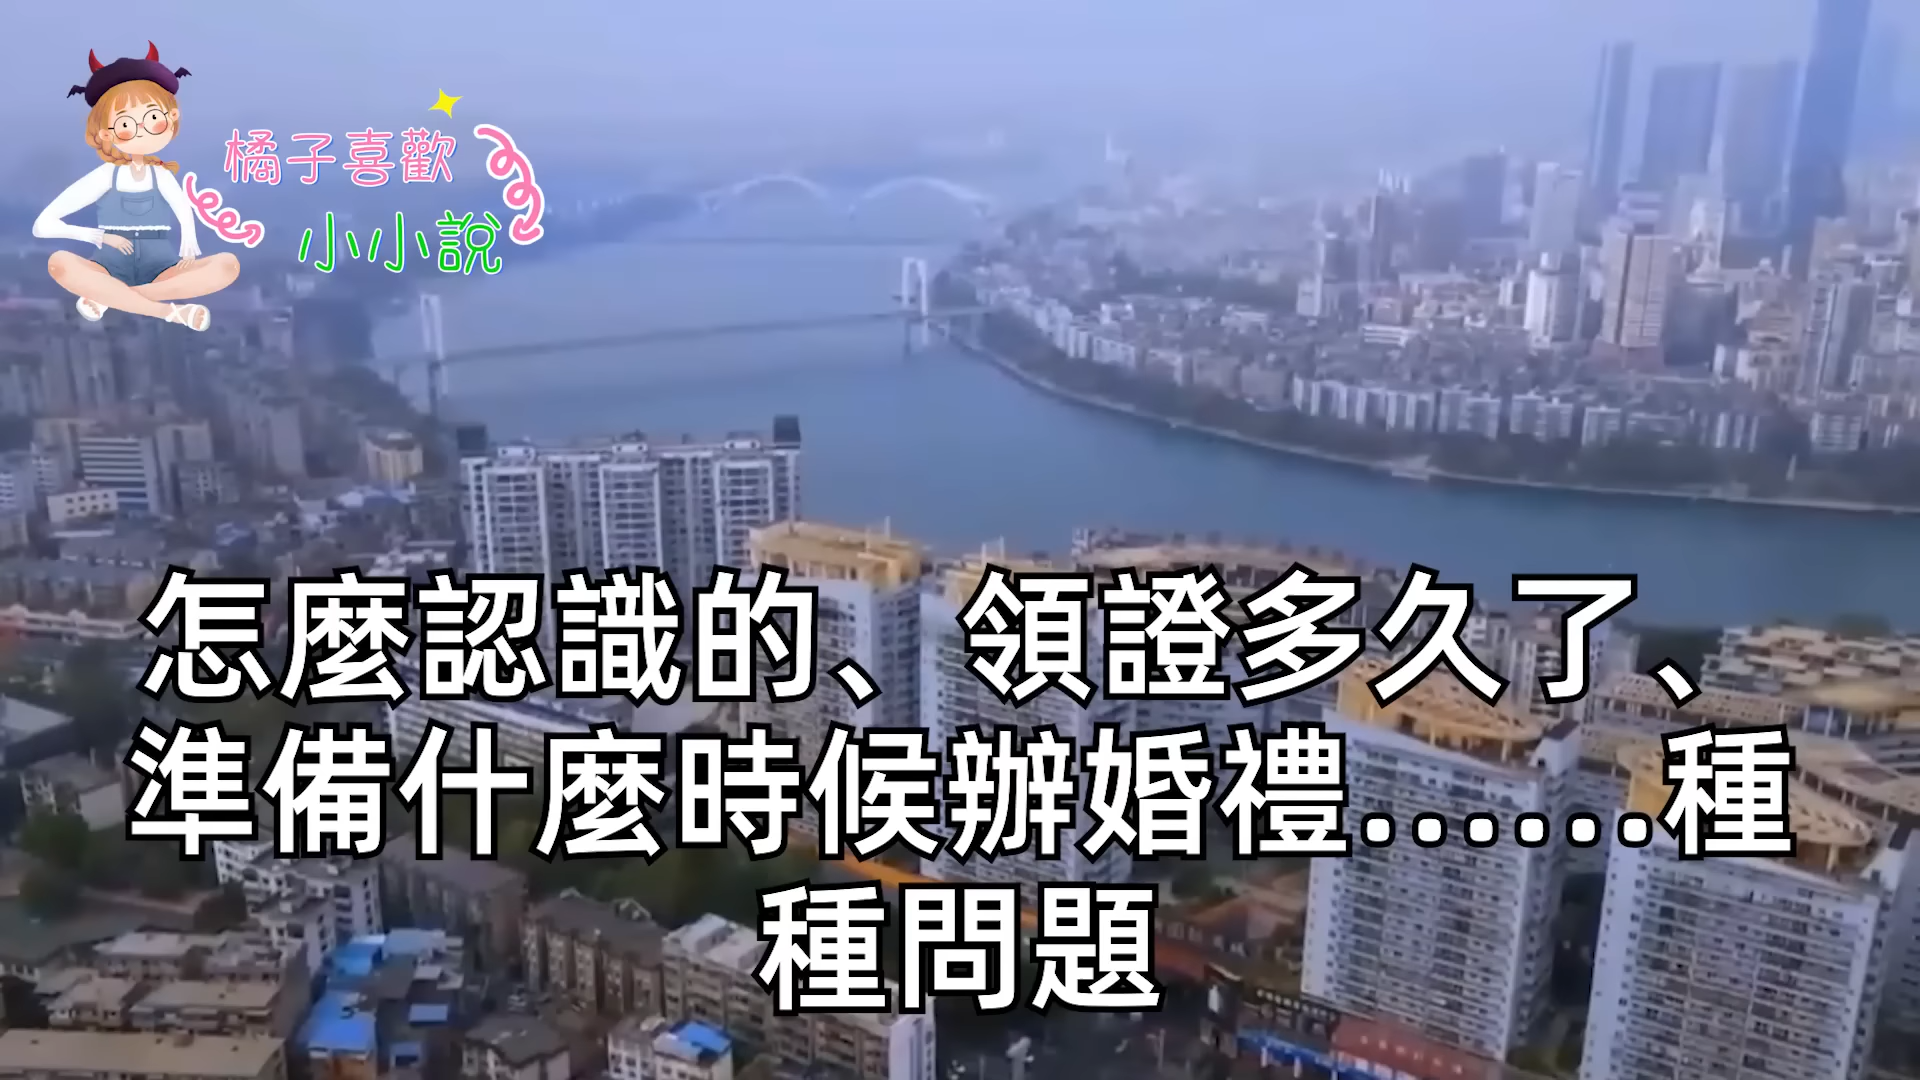 橘子喜歡
小小說
怎麼認識的、領證多久了、
準備什麼時候辦婚禮......種
種問題